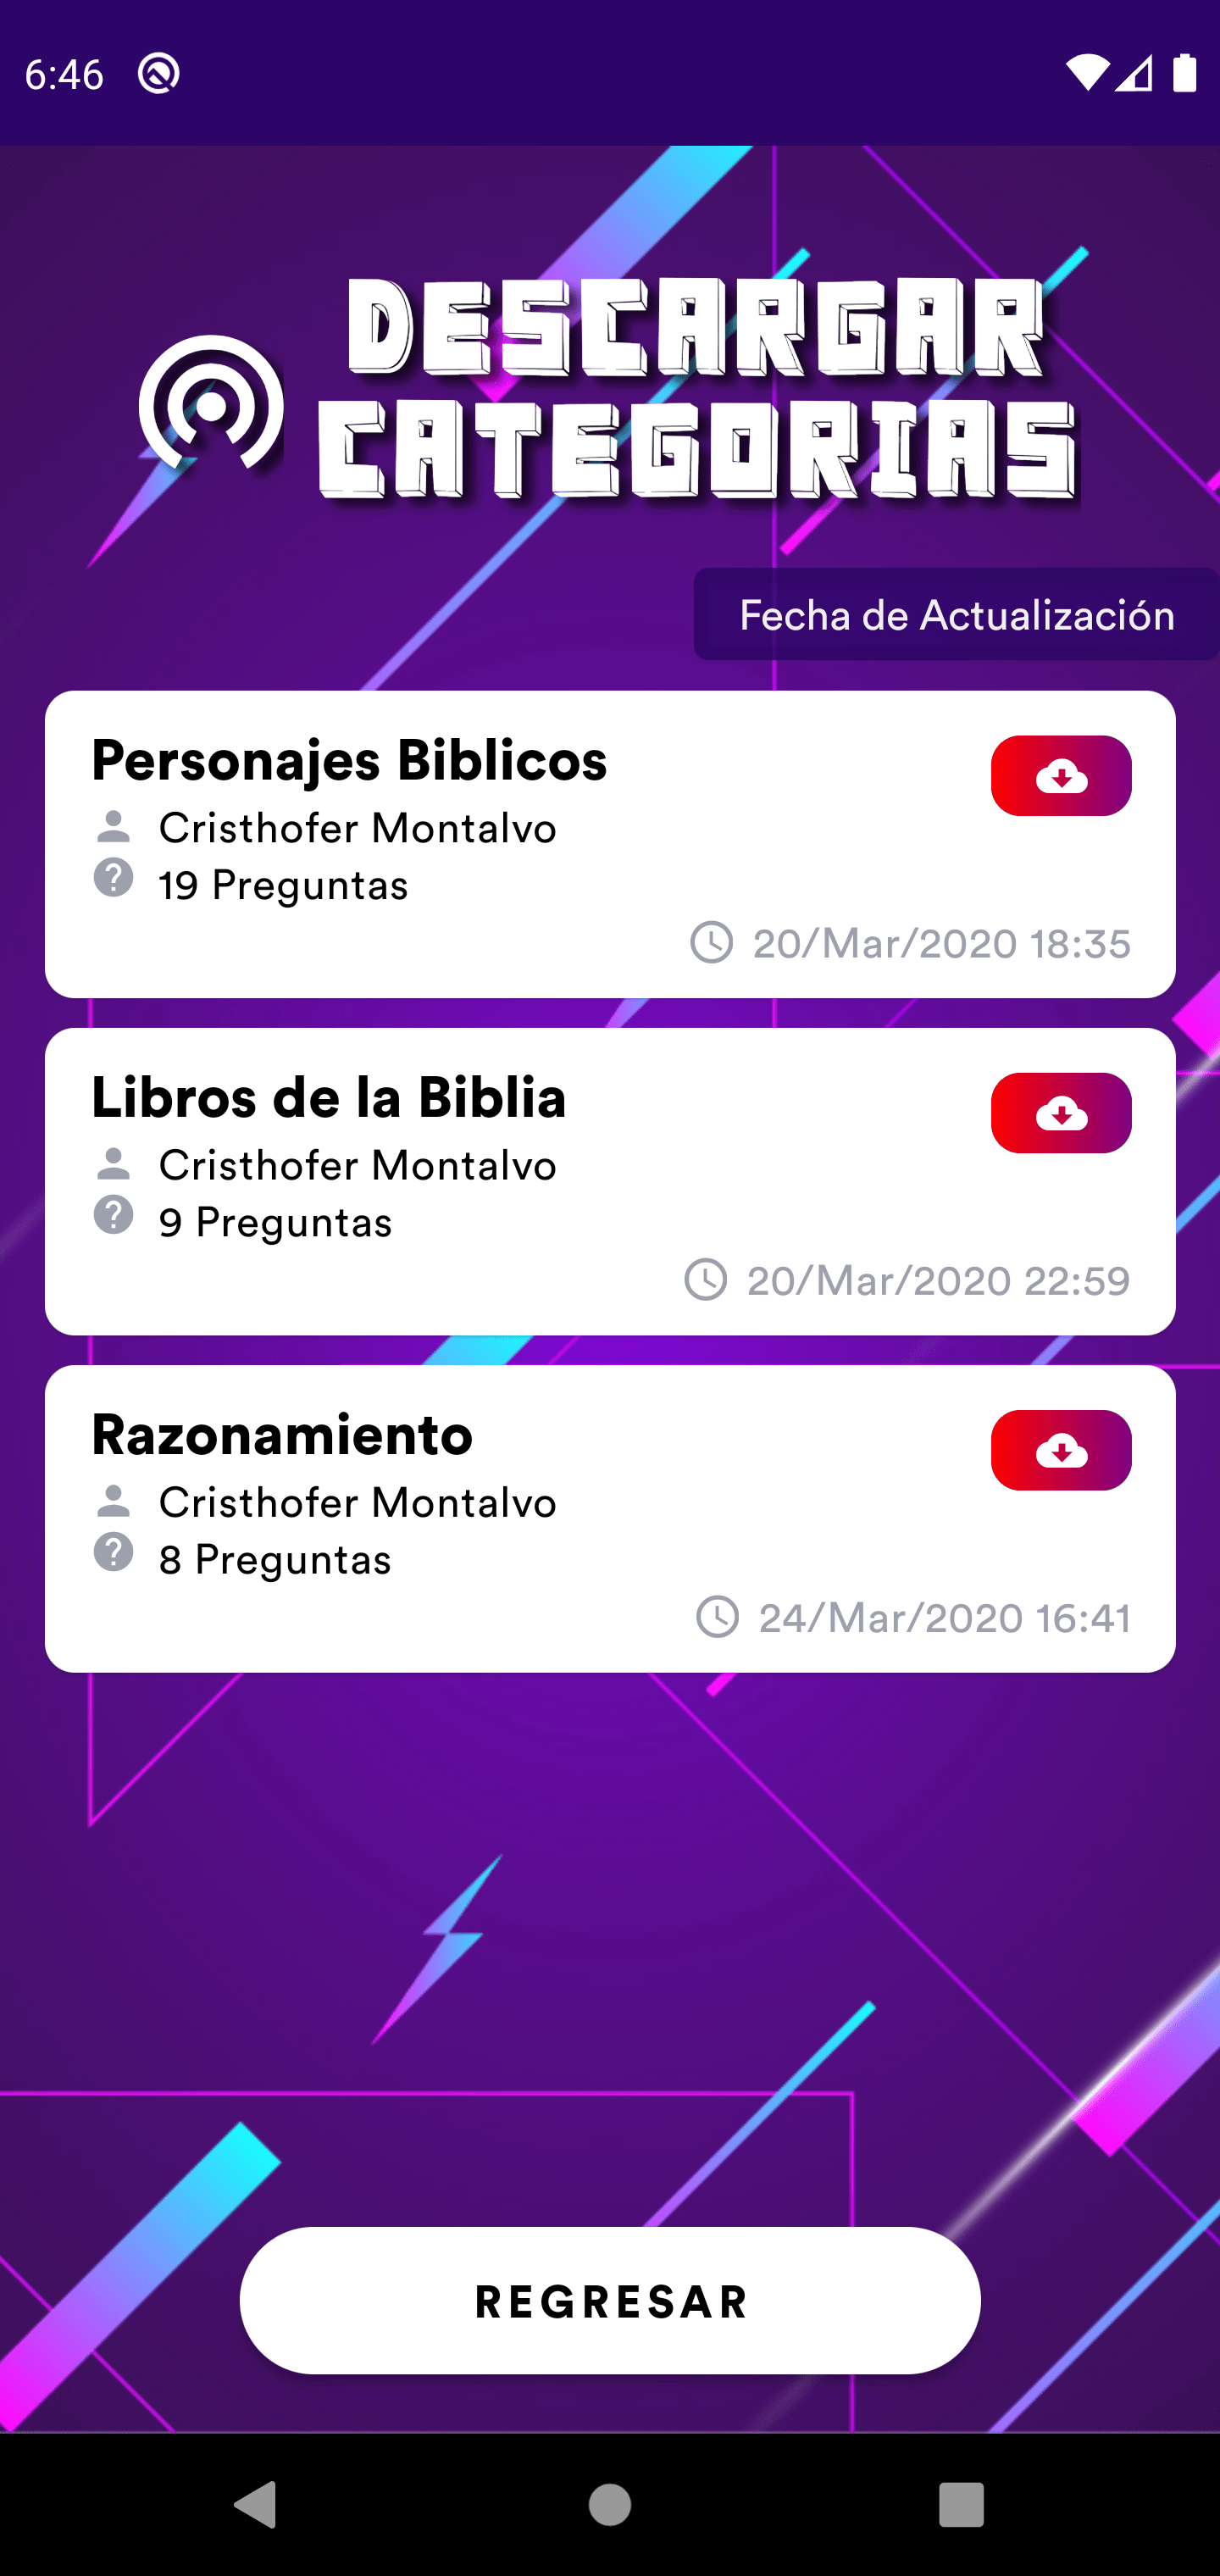 6:46
DESCARGAR
CATEGORIAS
Fecha de Actualización
Personajes Biblicos
Cristhofer Montalvo
19 Preguntas
20/Mar/2020 18:35
Libros de la Biblia
Cristhofer Montalvo
9 Preguntas
20/Mar/2020 22:59
Razonamiento
Cristhofer Montalvo
8 Preguntas
24/Mar/2020 16:41
REGRESAR